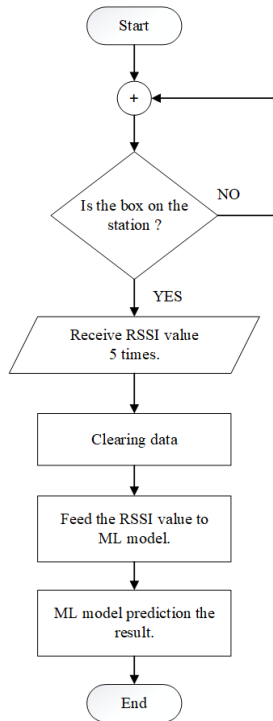 Start
+
Is the box on the
station ?
NO
YES
Receive RSSI value
5 times.
Clearing data
Feed the RSSI value to
ML model.
ML model prediction the
result.
End